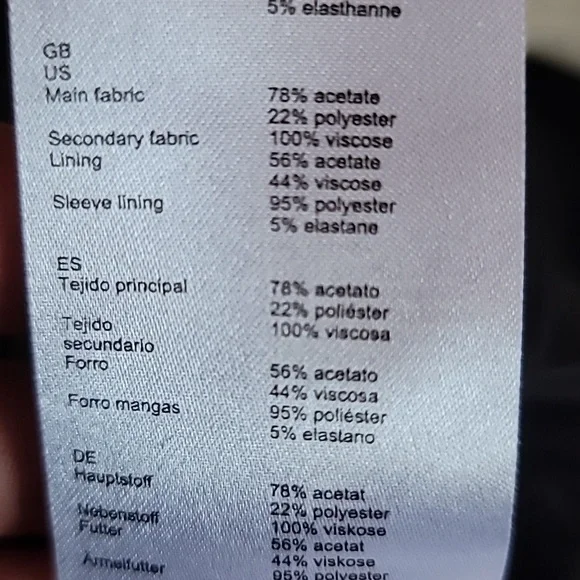 5% elasthanne
GB
US
Main fabric 78% acetate
22% polyester
Secondary fabric 100% viscose
Lining 56% acetate
44% viscose
Sleeve lining 95% polyester
5% elastane
ES
Tejido principal 78% acetato
22% poliéster
Tejido 100% viscosa
secundario
Forro 56% acetato
44% viscosa
Forro mangas 95% poliéster
5% elastano
DE
Hauptstoff 78% acetat
22% polyester
Nebenstoff 100% viskose
Futter 56% acetat
44% viskose
Armelfutter 95% polyester